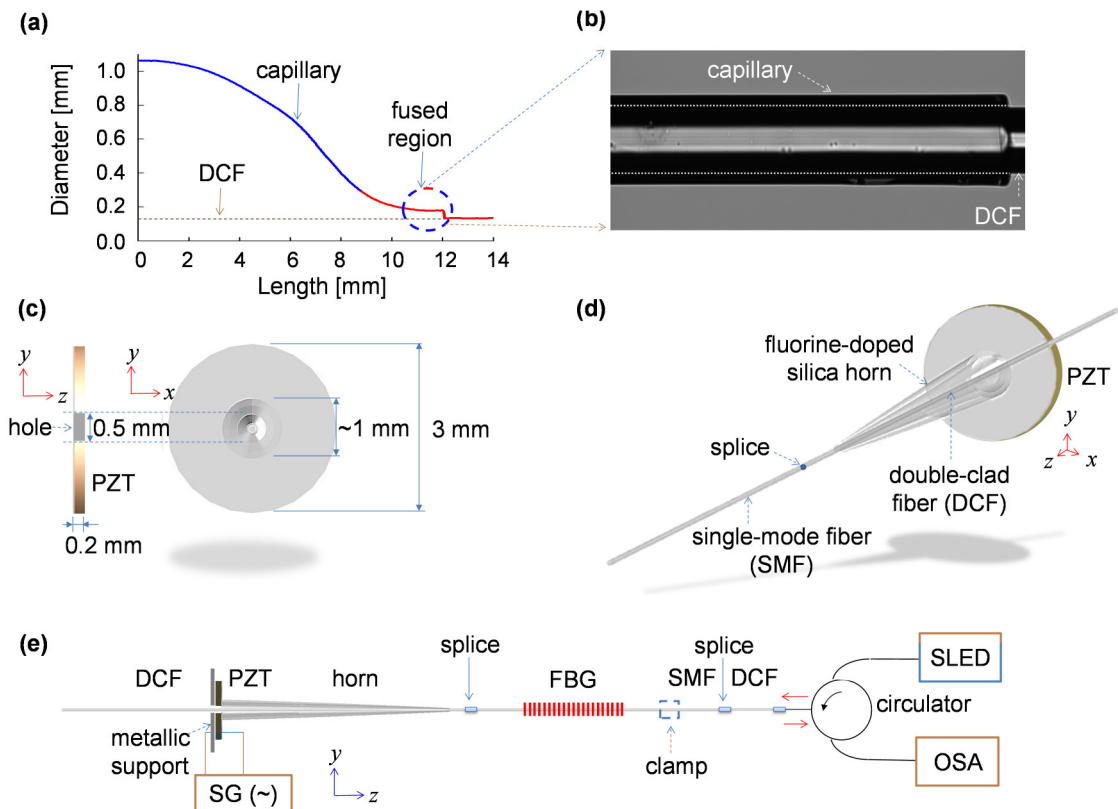 (a)
Diameter [mm]
1.0
0.8
0.6
0.4
0.2
0.0
0 2 4 6 8 10 12 14
Length [mm]
capillary
fused
region
DCF
(b)
capillary
DCF
(c)
y
z
y
x
hole
0.5 mm
PZT
0.2 mm
~1 mm
3 mm
(d)
fluorine-doped
silica horn
PZT
y
z x
splice
double-clad
fiber (DCF)
single-mode fiber
(SMF)
(e)
DCF PZT horn
splice
FBG
splice
SMF DCF
SLED
circulator
OSA
clamp
metallic
support
SG (~)
y
z